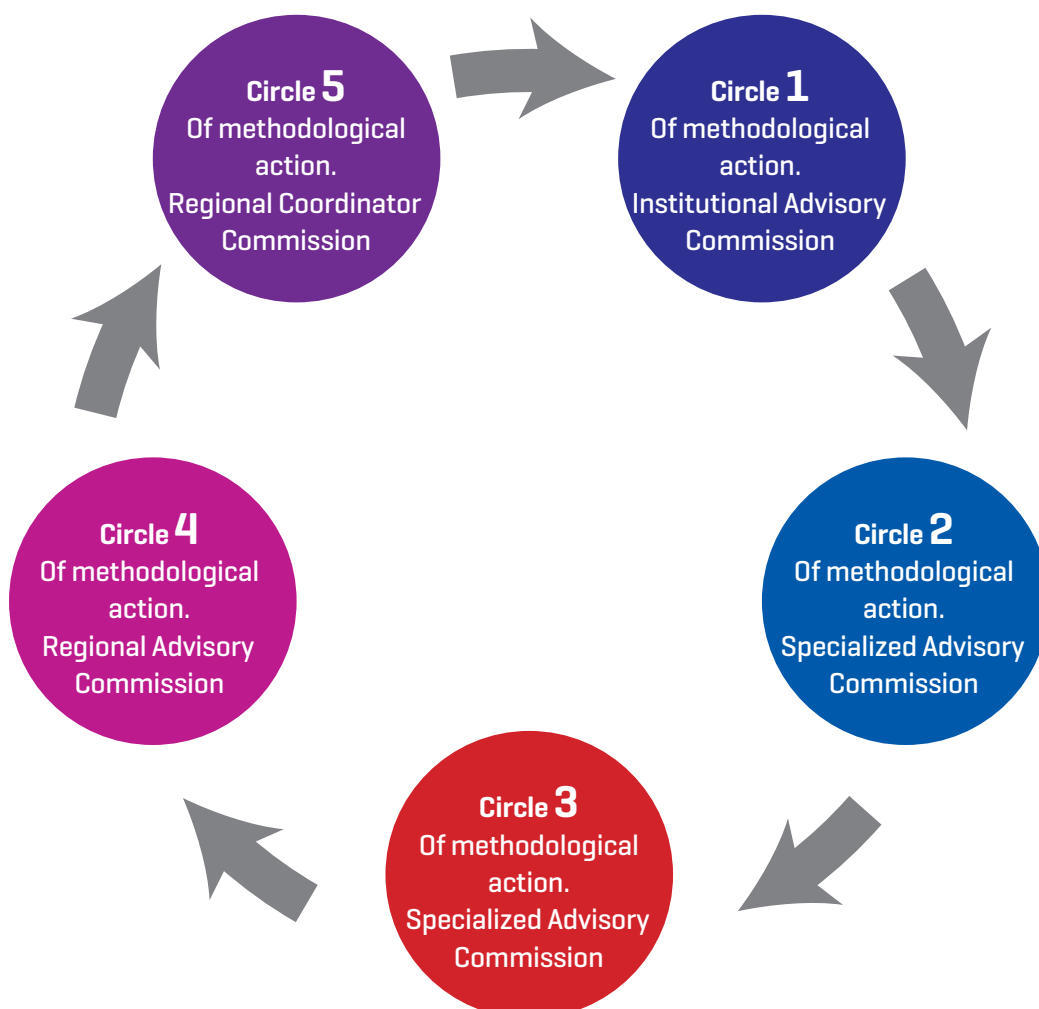 Circle 5
Of methodological
action.
Regional Coordinator
Commission
Circle 1
Of methodological
action.
Institutional Advisory
Commission
Circle 2
Of methodological
action.
Specialized Advisory
Commission
Circle 3
Of methodological
action.
Specialized Advisory
Commission
Circle 4
Of methodological
action.
Regional Advisory
Commission